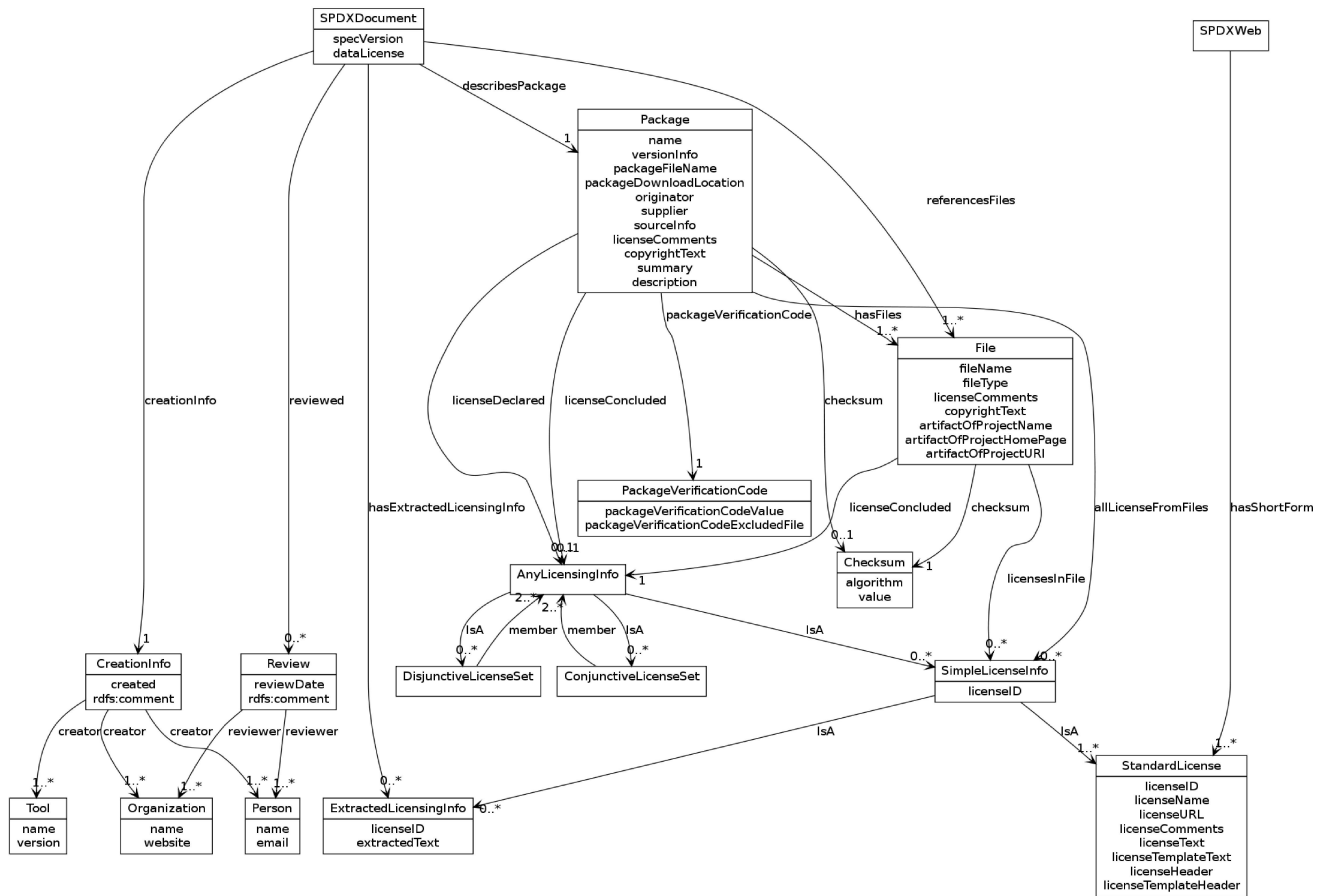 SPDXDocument
specVersion
dataLicense
SPDXWeb
describesPackage
1
Package
name
versionInfo
packageFileName
packageDownloadLocation
originator
supplier
sourceInfo
licenseComments
copyrightText
summary
description
referencesFiles
packageVerificationCode
hasFiles
1..*
1..*
File
fileName
fileType
licenseComments
copyrightText
artifactOfProjectName
artifactOfProjectHomePage
artifactOfProjectURI
creationInfo
reviewed
licenseDeclared
licenseConcluded
checksum
1
PackageVerificationCode
packageVerificationCodeValue
packageVerificationCodeExcludedFile
hasExtractedLicensingInfo
licenseConcluded
checksum
allLicenseFromFiles
hasShortForm
0..1
AnyLicensingInfo
1
Checksum
algorithm
value
1
licensesInFile
2..*
2..*
IsA
member
member
IsA
IsA
1
0..*
0..*
0..*
0..*
0..*
0..*
CreationInfo
created
rdfs:comment
Review
reviewDate
rdfs:comment
DisjunctiveLicenseSet
ConjunctiveLicenseSet
SimpleLicenseInfo
licenseID
creator
creator
creator
reviewer
reviewer
IsA
IsA
1..*
1..*
1..*
1..*
1..*
0..*
0..*
1..*
1..*
Tool
name
version
Organization
name
website
Person
name
email
ExtractedLicensingInfo
licenseID
extractedText
StandardLicense
licenseID
licenseName
licenseURL
licenseComments
licenseText
licenseTemplateText
licenseHeader
licenseTemplateHeader